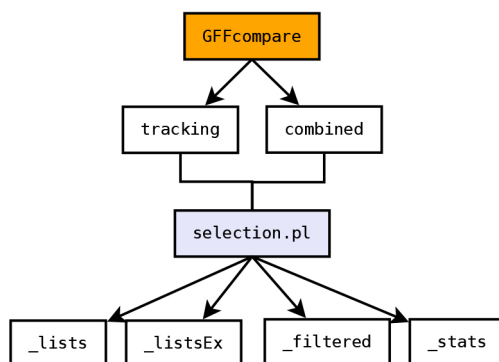 GFFcompare
tracking
combined
selection.pl
_lists
_listsEx
_filtered
_stats